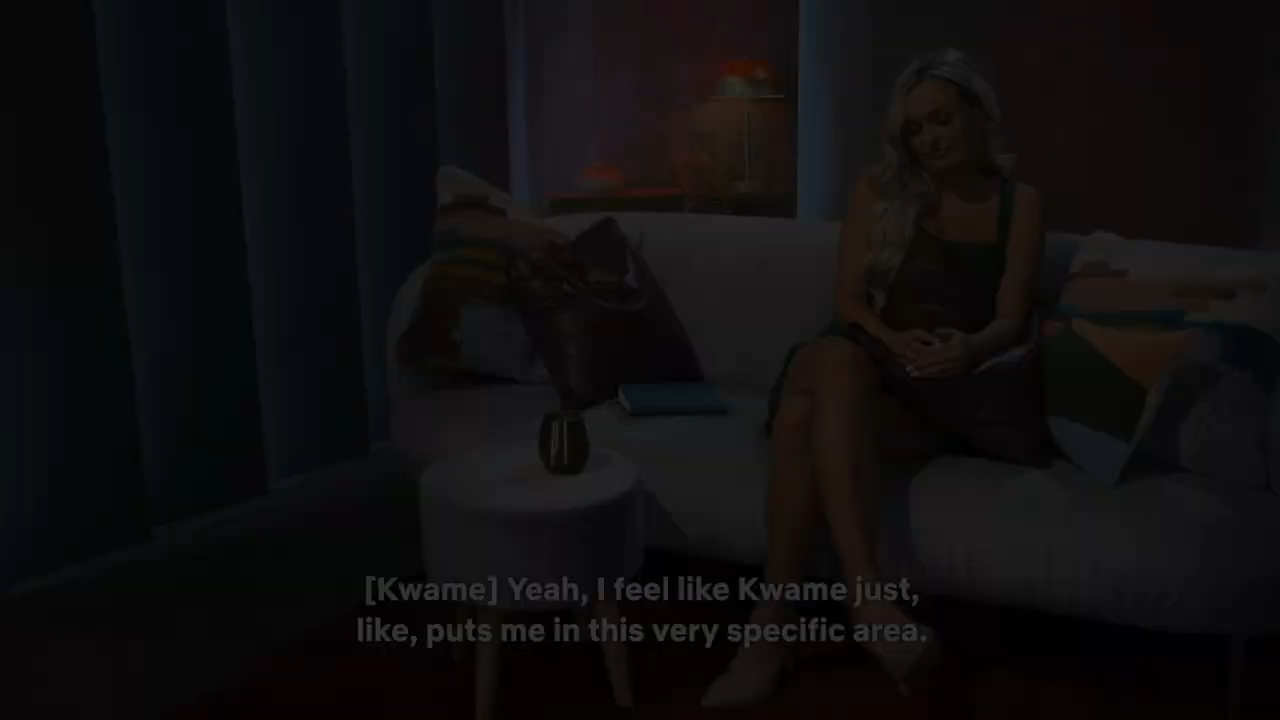 [Kwame] Yeah, I feel like Kwame just,
like, puts me in this very specific area.